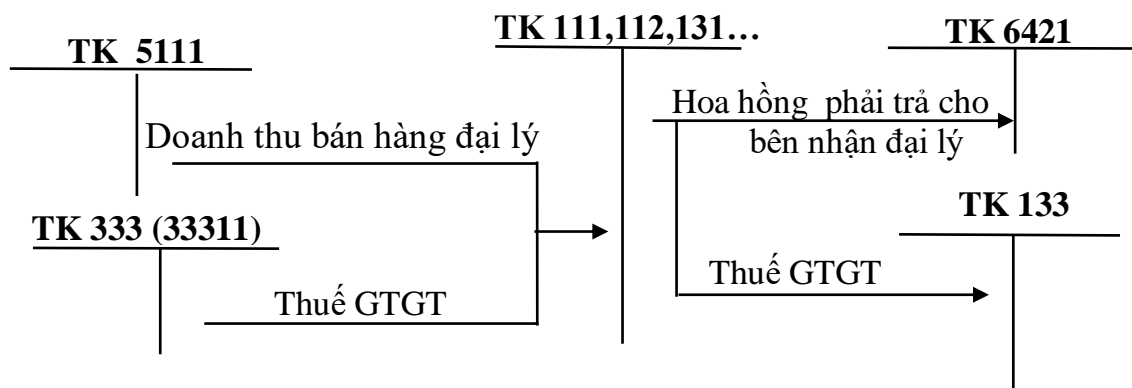 TK 5111
TK 111,112,131…
TK 6421
Doanh thu bán hàng đại lý
Hoa hồng phải trả cho
bên nhận đại lý
TK 333 (33311)
TK 133
Thuế GTGT
Thuế GTGT